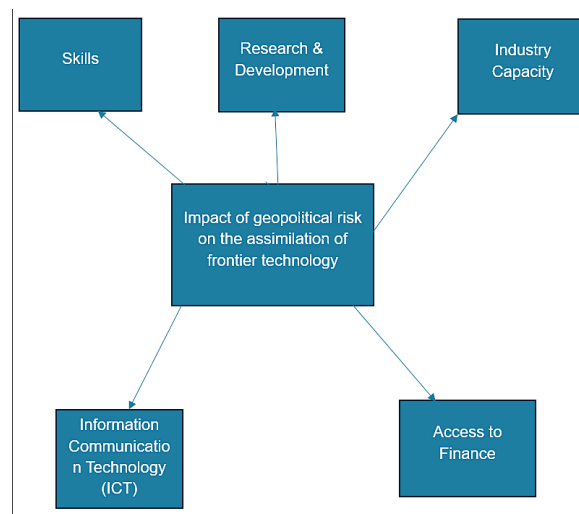 Skills
Research &
Development
Industry
Capacity
Impact of geopolitical risk
on the assimilation of
frontier technology
Information
Communicatio
n Technology
(ICT)
Access to
Finance